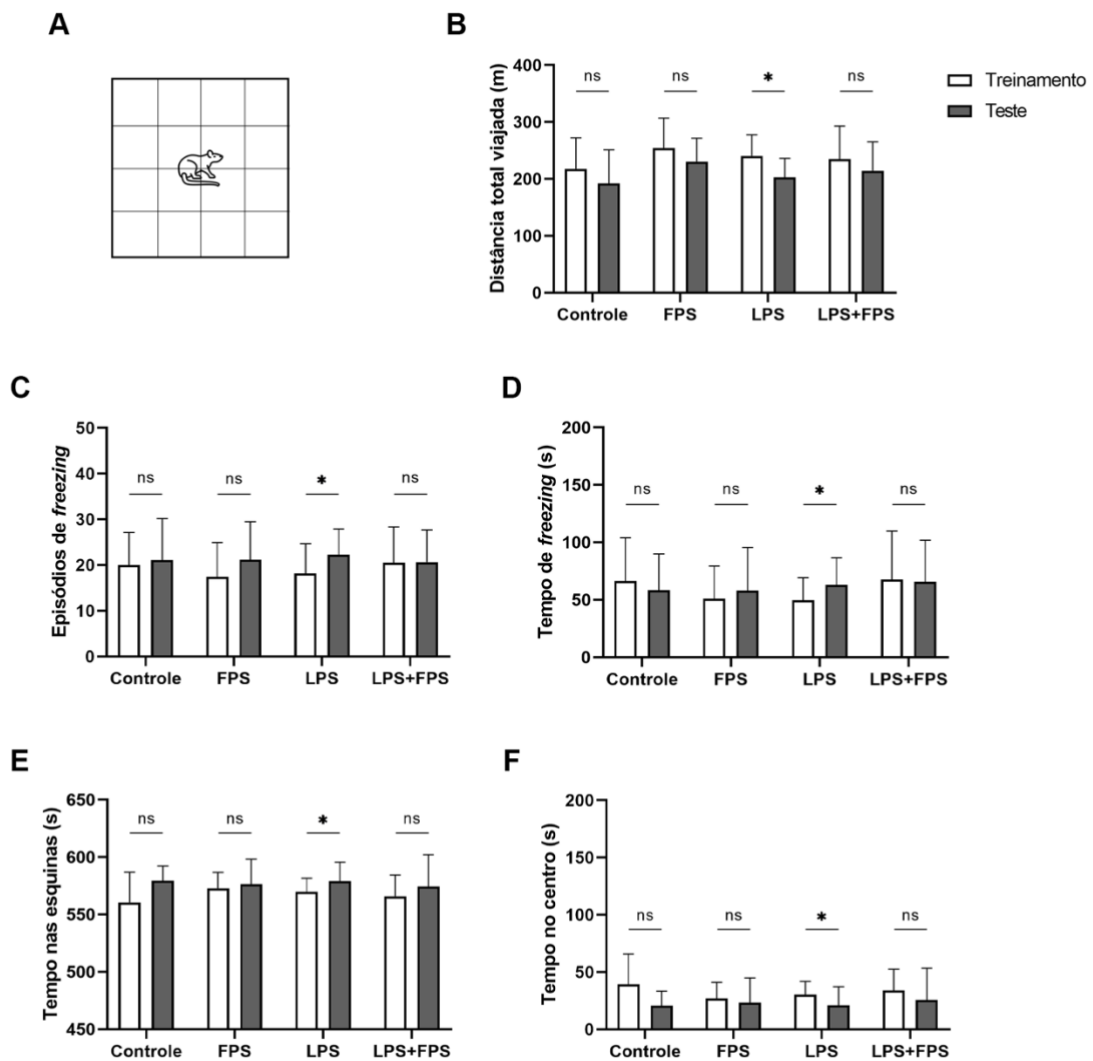 A
B
Distância total viajada (m)
400
300
200
100
0
ns
ns
*
ns
Controle
FPS
LPS
LPS+FPS
Treinamento
Teste
C
Episódios de freezing
50
40
30
20
10
0
ns
ns
*
ns
Controle
FPS
LPS
LPS+FPS
D
Tempo de freezing (s)
200
150
100
50
0
ns
ns
*
ns
Controle
FPS
LPS
LPS+FPS
E
Tempo nas esquinas (s)
650
600
550
500
450
ns
ns
*
ns
Controle
FPS
LPS
LPS+FPS
F
Tempo no centro (s)
200
150
100
50
0
ns
ns
*
ns
Controle
FPS
LPS
LPS+FPS